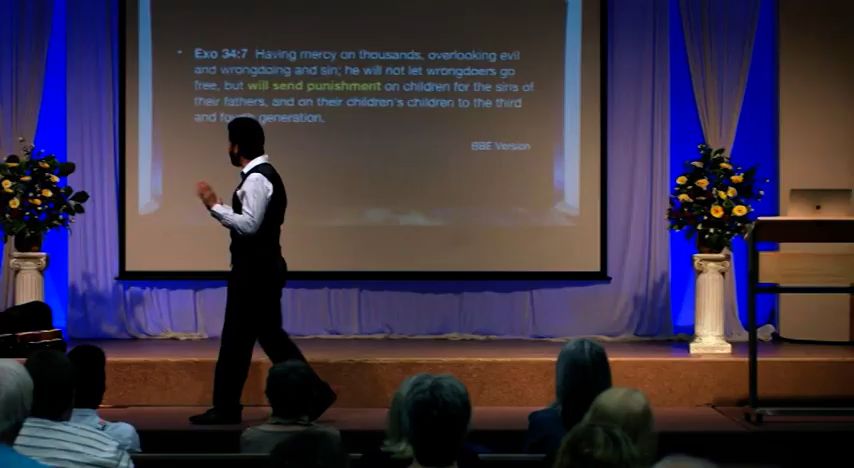 Exo 34:7 Having mercy on thousands, overlooking evil
and wrongdoing and sin; he will not let wrongdoers go
free, but will send punishment on children for the sins of
their fathers, and on their children's children to the third
and generation.
BBE Version